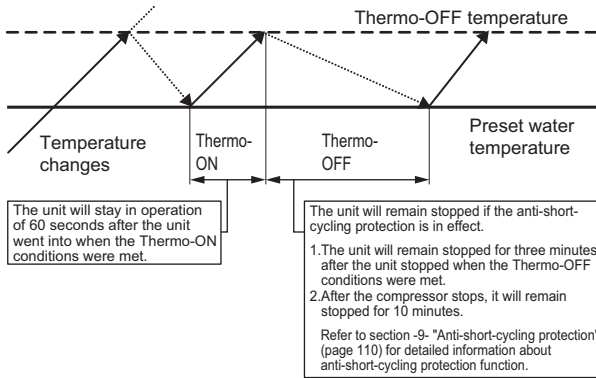 Thermo-OFF temperature
Temperature
changes
Thermo-
ON
Thermo-
OFF
Preset water
temperature
The unit will stay in operation
of 60 seconds after the unit
went into when the Thermo-ON
conditions were met.
The unit will remain stopped if the anti-short-
cycling protection is in effect.
1.The unit will remain stopped for three minutes
after the unit stopped when the Thermo-OFF
conditions were met.
2.After the compressor stops, it will remain
stopped for 10 minutes.
Refer to section -9- "Anti-short-cycling protection"
(page 110) for detailed information about
anti-short-cycling protection function.